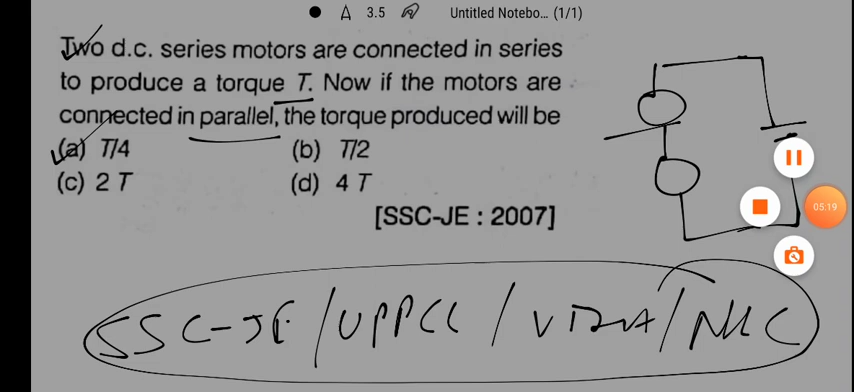 3.5 Untitled Notebo... (1/1)
Two d.c. series motors are connected in series
to produce a torque T. Now if the motors are
connected in parallel, the torque produced will be
(a) T/4 (b) T/2
(c) 2 T (d) 4 T
[SSC-JE : 2007]
05:19
SSC-JE / UPPCL /